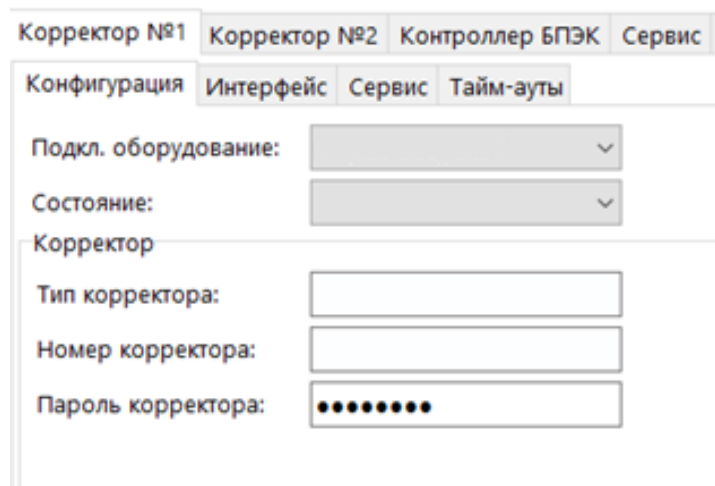 Корректор №1 Корректор №2 Контроллер БПЭК Сервис
Конфигурация Интерфейс Сервис Тайм-ауты
Подкл. оборудование:
Состояние:
Корректор
Тип корректора:
Номер корректора:
Пароль корректора: ●●●●●●●●